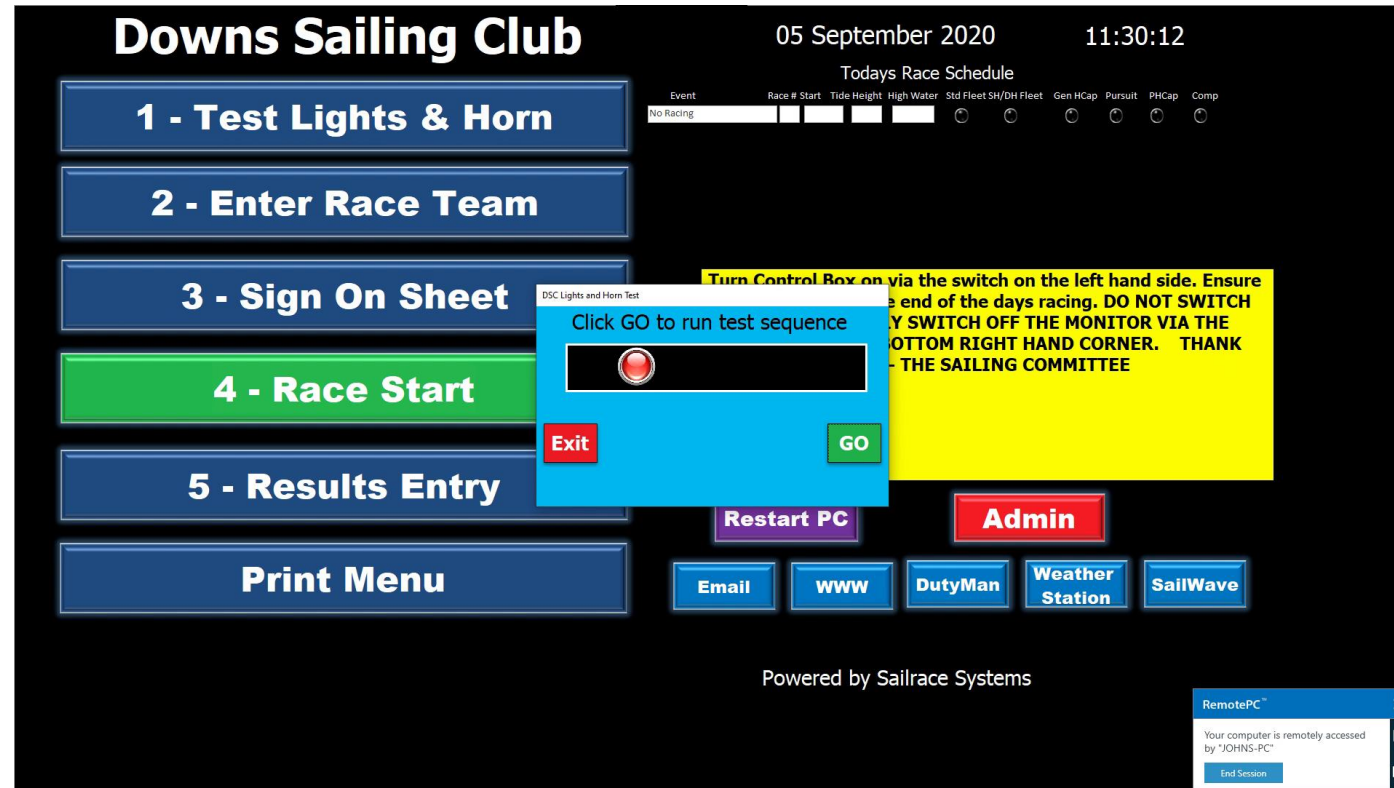 Downs Sailing Club
05 September 2020
11:30:12
Todays Race Schedule
Event Race # Start Tide Height High Water Std Fleet SH/DH Fleet Gen HCap Pursuit PHCap Comp
No Racing
1 - Test Lights & Horn
2 - Enter Race Team
3 - Sign On Sheet
4 - Race Start
5 - Results Entry
Print Menu
Turn Control Box on via the switch on the left hand side. Ensure
e end of the days racing. DO NOT SWITCH
Y SWITCH OFF THE MONITOR VIA THE
OTTOM RIGHT HAND CORNER. THANK
- THE SAILING COMMITTEE
DSC Lights and Horn Test
Click GO to run test sequence
Exit
GO
Restart PC
Admin
Email
WWW
DutyMan
Weather
Station
SailWave
Powered by Sailrace Systems
RemotePC™
Your computer is remotely accessed
by "JOHNS-PC"
End Session